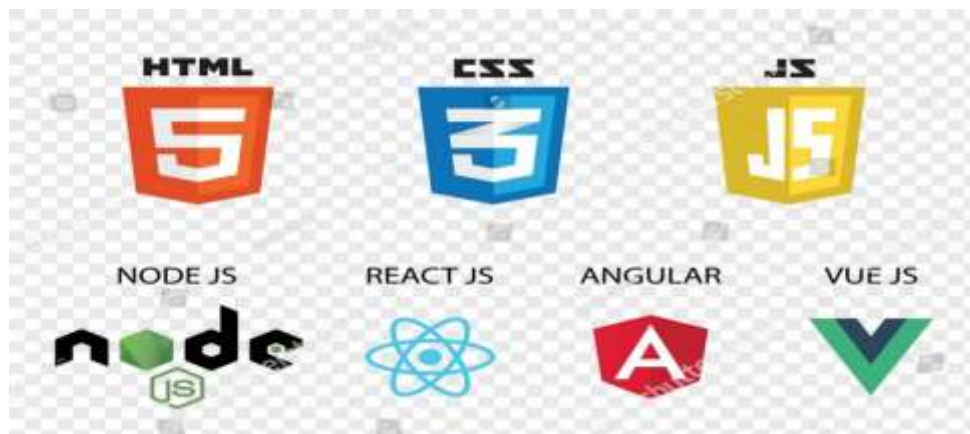 HTML CSS JS
5 3 JS
NODE JS REACT JS ANGULAR VUE JS
node A
JS